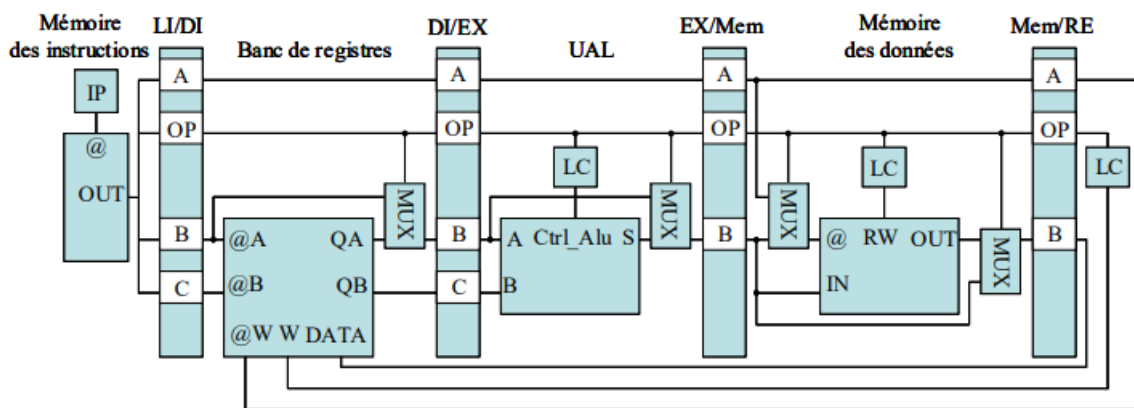 Mémoire
des instructions
LI/DI
Banc de registres
DI/EX
UAL
EX/Mem
Mémoire
des données
Mem/RE
IP
@
OUT
A
OP
B
C
@A
QA
@B
QB
@W W DATA
MUX
A
OP
B
C
LC
A
Ctrl_Alu S
B
MUX
A
OP
B
MUX
LC
@
RW
OUT
IN
MUX
A
OP
B
LC